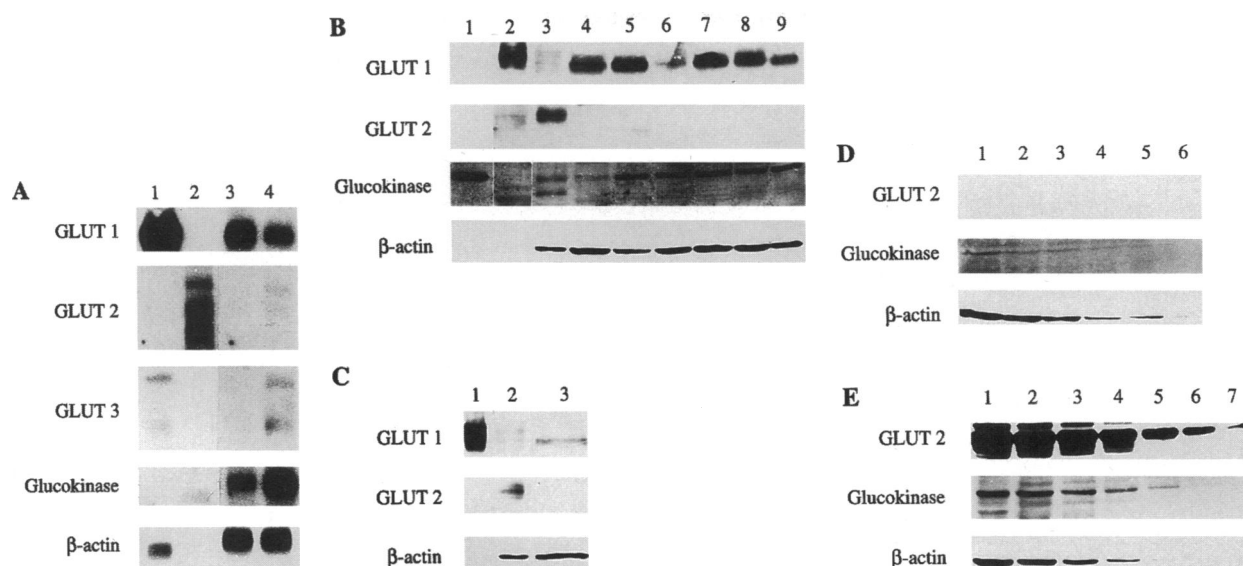 A
1 2 3 4
GLUT 1
GLUT 2
GLUT 3
Glucokinase
β-actin
B
1 2 3 4 5 6 7 8 9
GLUT 1
GLUT 2
Glucokinase
β-actin
C
1 2 3
GLUT 1
GLUT 2
β-actin
D
1 2 3 4 5 6
GLUT 2
Glucokinase
β-actin
E
1 2 3 4 5 6 7
GLUT 2
Glucokinase
β-actin